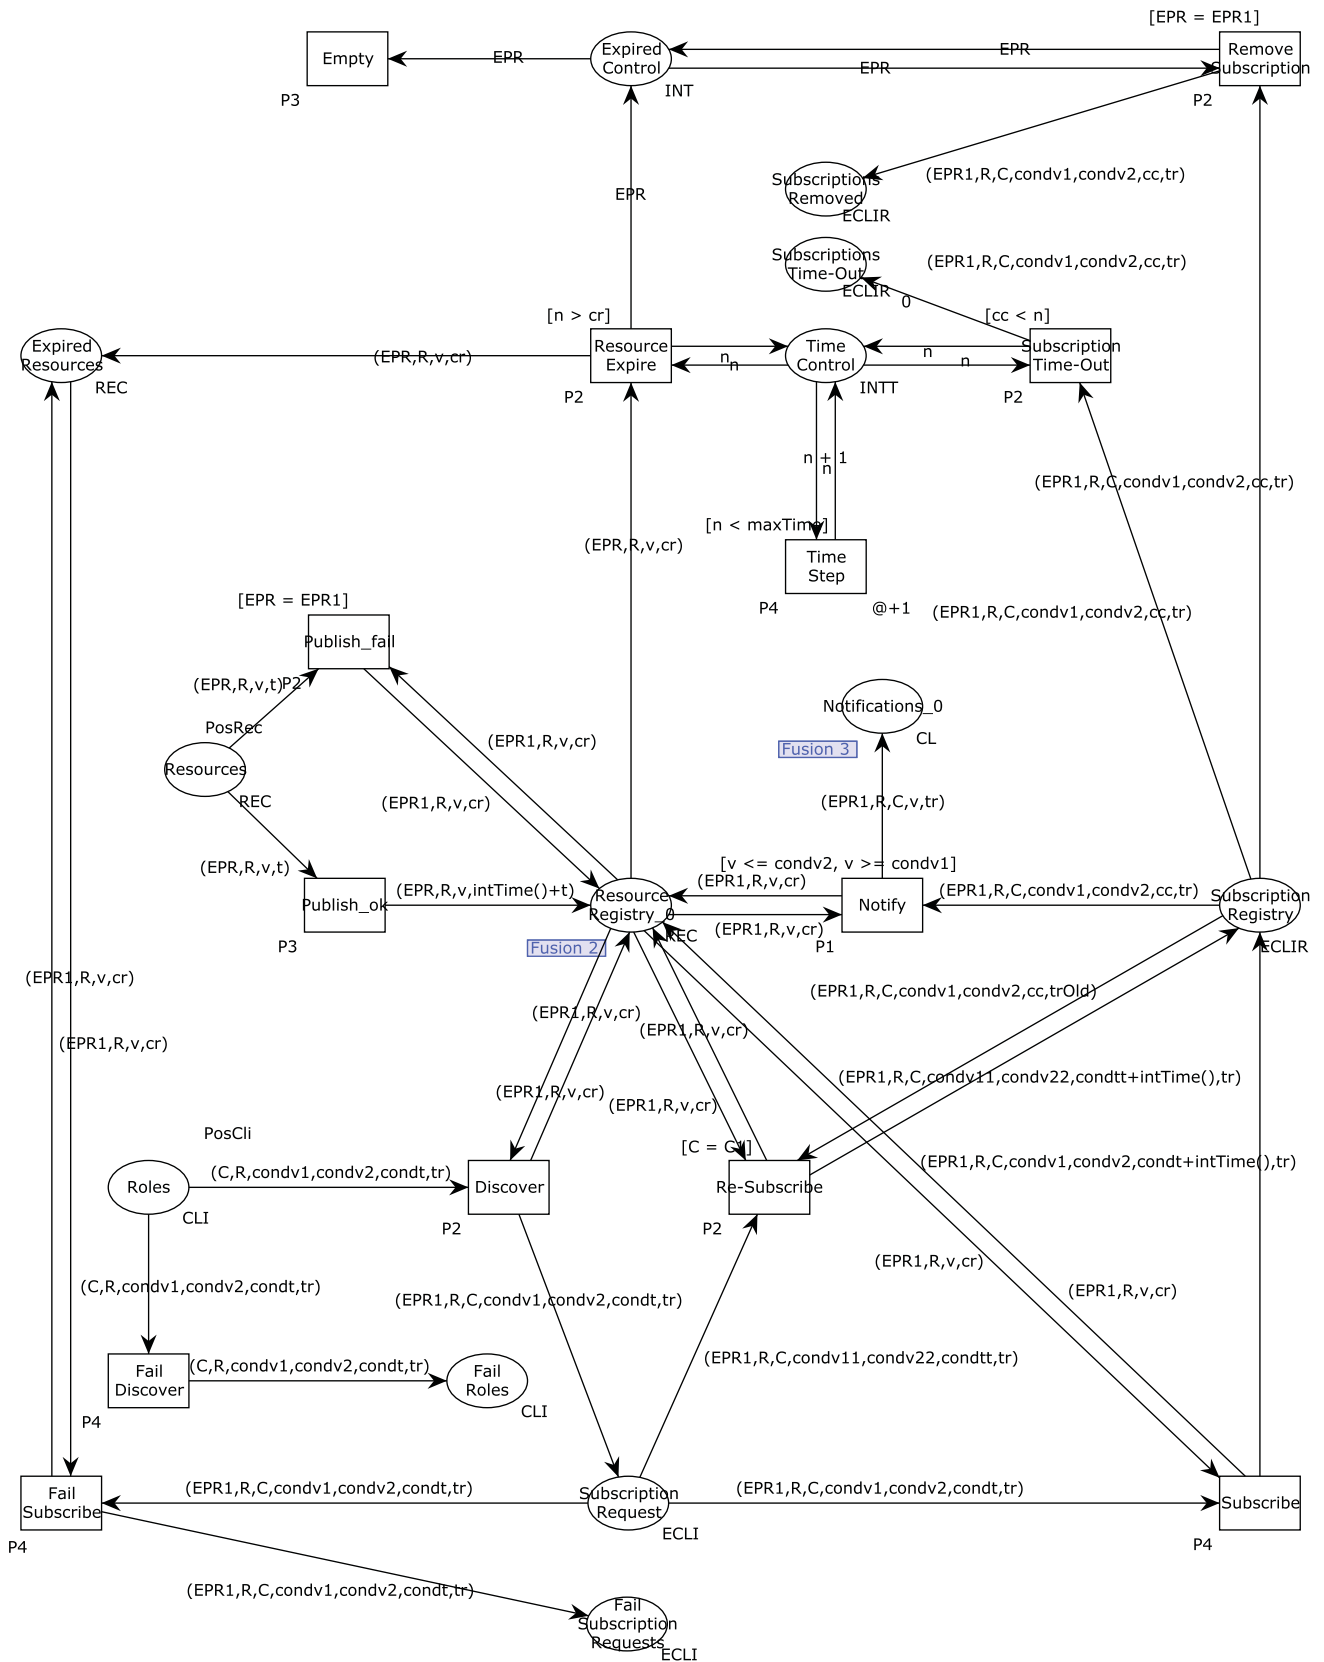 [EPR = EPR1]
Empty
EPR
Expired
Control
EPR
EPR
Remove
Subscription
P3
INT
P2
Subscriptions
Removed
(EPR1,R,C,condv1,condv2,cc,tr)
EPR
ECLIR
Subscriptions
Time-Out
(EPR1,R,C,condv1,condv2,cc,tr)
ECLIR
0
[n > cr]
[cc < n]
Expired
Resources
(EPR,R,v,cr)
Resource
Expire
n
n
Time
Control
n
n
Subscription
Time-Out
REC
P2
INTT
P2
n + 1
n
(EPR1,R,C,condv1,condv2,cc,tr)
[n < maxTime]
(EPR,R,v,cr)
Time
Step
P4
@+1
(EPR1,R,C,condv1,condv2,cc,tr)
[EPR = EPR1]
Publish_fail
(EPR,R,v,t)
P2
PosRec
Resources
REC
(EPR1,R,v,cr)
(EPR1,R,v,cr)
Notifications_0
CL
Fusion 3
(EPR1,R,C,v,tr)
(EPR,R,v,t)
[v <= condv2, v >= condv1]
Publish_ok
(EPR,R,v,intTime()+t)
Resource
Registry_0
(EPR1,R,v,cr)
(EPR1,R,v,cr)
Notify
(EPR1,R,C,condv1,condv2,cc,tr)
Subscription
Registry
P3
Fusion 2
REC
P1
ECLIR
(EPR1,R,v,cr)
(EPR1,R,v,cr)
(EPR1,R,v,cr)
(EPR1,R,v,cr)
(EPR1,R,C,condv1,condv2,cc,trOld)
(EPR1,R,v,cr)
(EPR1,R,v,cr)
(EPR1,R,C,condv11,condv22,condtt+intTime(),tr)
PosCli
[C = C1]
Roles
(C,R,condv1,condv2,condt,tr)
Discover
Re-Subscribe
(EPR1,R,C,condv1,condv2,condt+intTime(),tr)
CLI
P2
P2
(C,R,condv1,condv2,condt,tr)
(EPR1,R,C,condv1,condv2,condt,tr)
(EPR1,R,v,cr)
(EPR1,R,v,cr)
Fail
Discover
(C,R,condv1,condv2,condt,tr)
Fail
Roles
(EPR1,R,C,condv11,condv22,condtt,tr)
P4
CLI
Fail
Subscribe
(EPR1,R,C,condv1,condv2,condt,tr)
Subscription
Request
(EPR1,R,C,condv1,condv2,condt,tr)
Subscribe
P4
ECLI
P4
(EPR1,R,C,condv1,condv2,condt,tr)
Fail
Subscription
Requests
ECLI